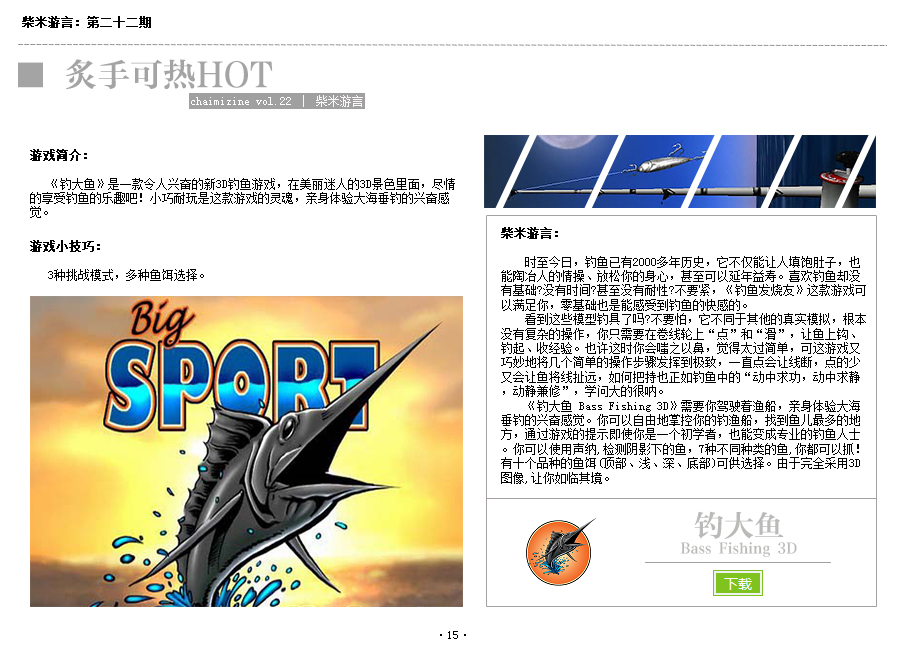 柴米游言：第二十二期
炙手可热HOT
chaimizine vol.22 | 柴米游言
游戏简介：
《钓大鱼》是一款令人兴奋的新3D钓鱼游戏，在美丽迷人的3D景色里面，尽情
的享受钓鱼的乐趣吧！小巧耐玩是这款游戏的灵魂，亲身体验大海垂钓的兴奋感
觉。
游戏小技巧：
3种挑战模式，多种鱼饵选择。
Big
SPORT
柴米游言：
时至今日，钓鱼已有2000多年历史，它不仅能让人填饱肚子，也
能陶冶人的情操、放松你的身心，甚至可以延年益寿。喜欢钓鱼却没
有基础?没有时间?甚至没有耐性?不要紧，《钓鱼发烧友》这款游戏可
以满足你，零基础也是能感受到钓鱼的快感的。
看到这些模型钓具了吗?不要怕，它不同于其他的真实模拟，根本
没有复杂的操作，你只需要在卷线轮上“点”和“滑”，让鱼上钩、
钓起、收经验。也许这时你会嗤之以鼻，觉得太过简单，可这游戏又
巧妙地将几个简单的操作步骤发挥到极致，一直点会让线断，点的少
又会让鱼将线扯远，如何把持也正如钓鱼中的“动中求功，动中求静
，动静兼修”，学问大的很呐。
《钓大鱼 Bass Fishing 3D》需要你驾驶着渔船，亲身体验大海
垂钓的兴奋感觉。你可以自由地掌控你的钓渔船，找到鱼儿最多的地
方，通过游戏的提示即使你是一个初学者，也能变成专业的钓鱼人士
。你可以使用声纳,检测阴影下的鱼，7种不同种类的鱼,你都可以抓！
有十个品种的鱼饵(顶部、浅、深、底部)可供选择。由于完全采用3D
图像,让你如临其境。
钓大鱼
Bass Fishing 3D
下载
·15·